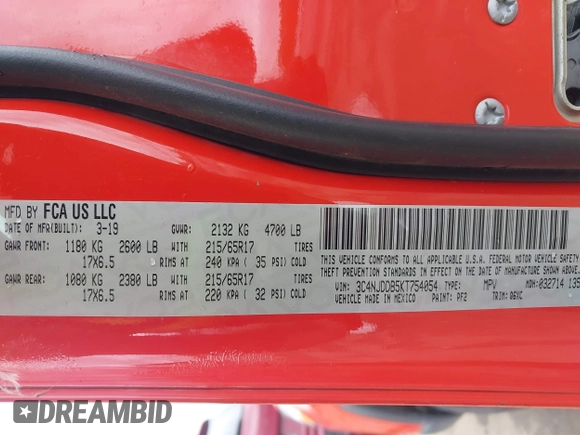 MFD BY FCA US LLC
DATE OF MFR(BUILT): 3-19 GVWR: 2132 KG 4700 LB
GAWR FRONT: 1180 KG 2600 LB WITH 215/65R17 TIRES
17X6.5 RIMS AT 240 KPA ( 35 PSI) COLD
GAWR REAR: 1080 KG 2380 LB WITH 215/65R17 TIRES
17X6.5 RIMS AT 220 KPA ( 32 PSI) COLD
THIS VEHICLE CONFORMS TO ALL APPLICABLE U.S.A. FEDERAL MOTOR VEHICLE SAFETY
THEFT PREVENTION STANDARDS IN EFFECT ON THE DATE OF MANUFACTURE SHOWN
VIN: 3C4NJDDB5KT754054 TYPE: MPV MDH:032714 135
VEHICLE MADE IN MEXICO PAINT: PF2 TRIM: 
DREAMBID